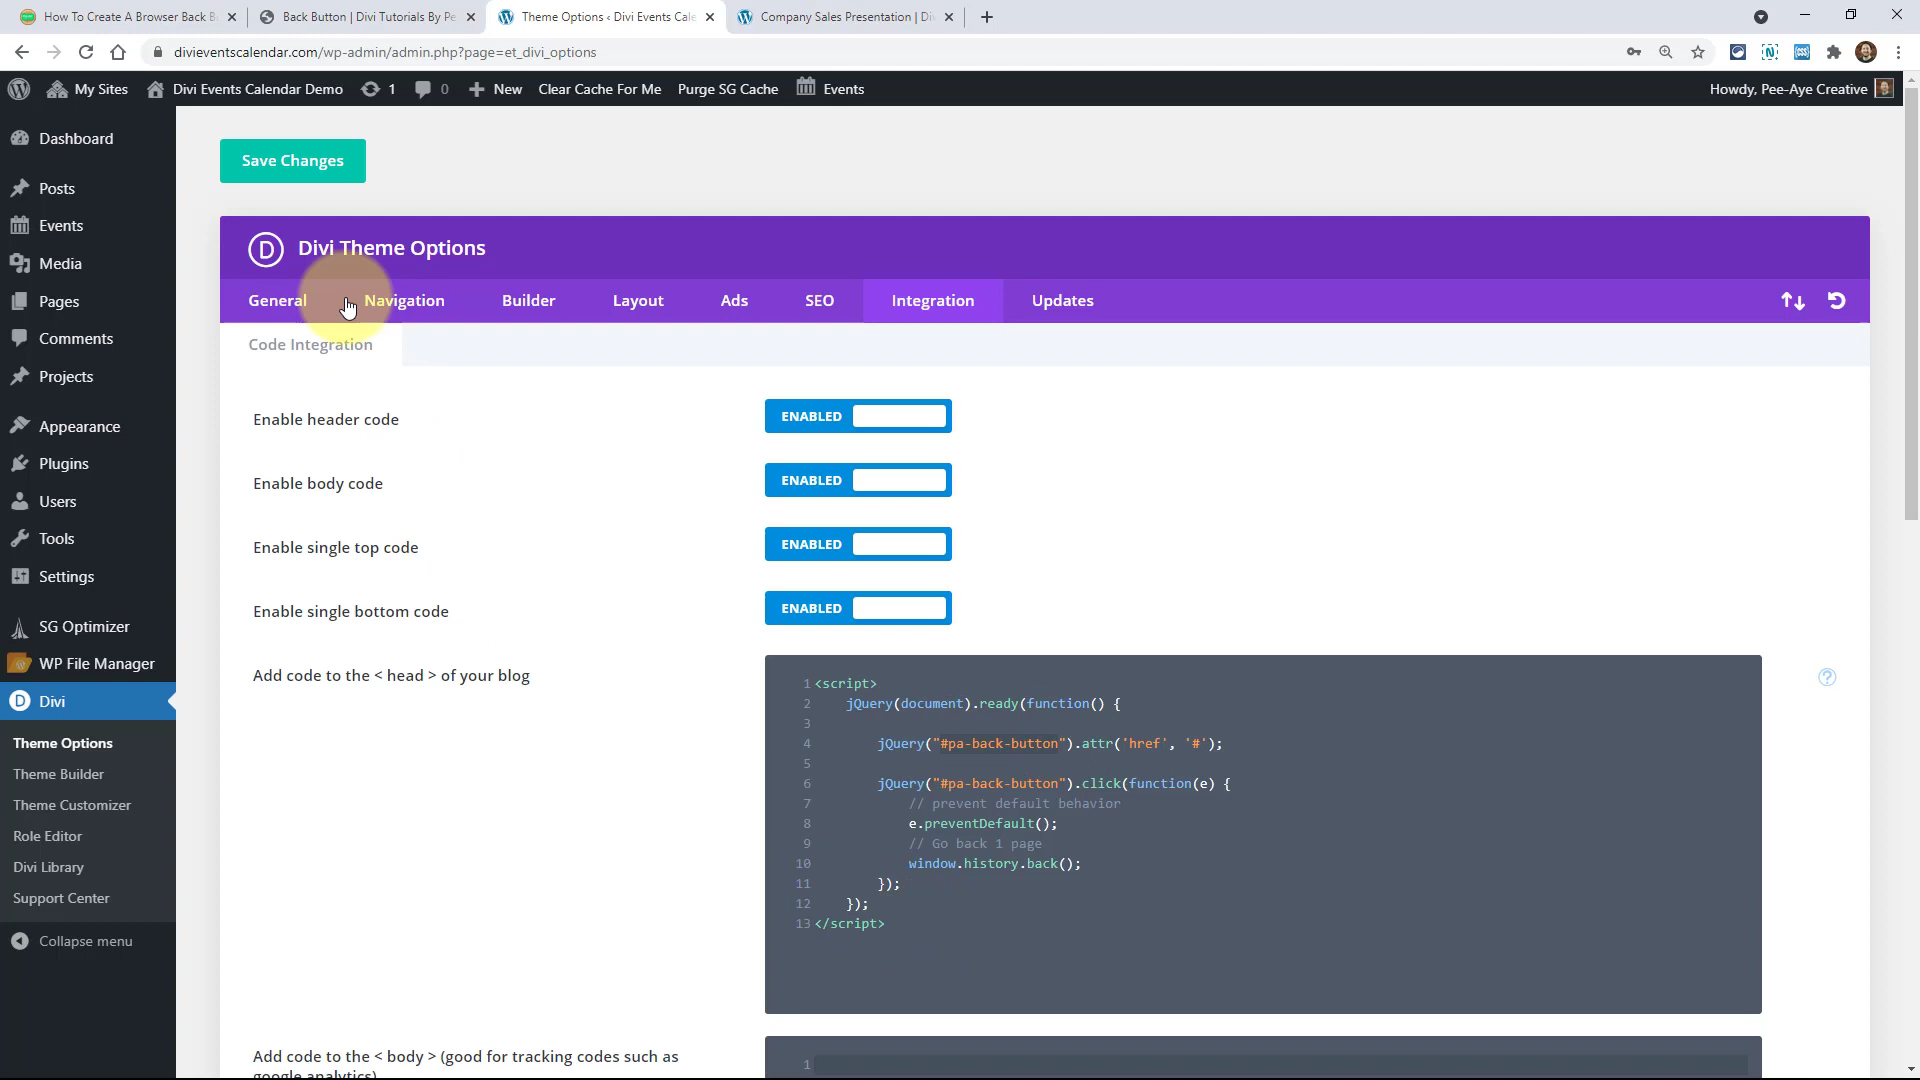 How To Create A Browser Back B
Back Button | Divi Tutorials By Pe
Theme Options ‹ Divi Events Cale
Company Sales Presentation | Di
divieventscalendar.com/wp-admin/admin.php?page=et_divi_options
My Sites
Divi Events Calendar Demo
1
0
New
Clear Cache For Me
Purge SG Cache
Events
Howdy, Pee-Aye Creative
Dashboard
Posts
Events
Media
Pages
Comments
Projects
Appearance
Plugins
Users
Tools
Settings
SG Optimizer
WP File Manager
D Divi
Theme Options
Theme Builder
Theme Customizer
Role Editor
Divi Library
Support Center
Collapse menu
Save Changes
D Divi Theme Options
General
Navigation
Builder
Layout
Ads
SEO
Integration
Updates
Code Integration
Enable header code
ENABLED
Enable body code
ENABLED
Enable single top code
ENABLED
Enable single bottom code
ENABLED
Add code to the < head > of your blog
1 <script>
2 jQuery(document).ready(function() {
3
4 jQuery("#pa-back-button").attr('href', '#');
5
6 jQuery("#pa-back-button").click(function(e) {
7 // prevent default behavior
8 e.preventDefault();
9 // Go back 1 page
10 window.history.back();
11 });
12 });
13 </script>
?
Add code to the < body > (good for tracking codes such as
google analytics)
1